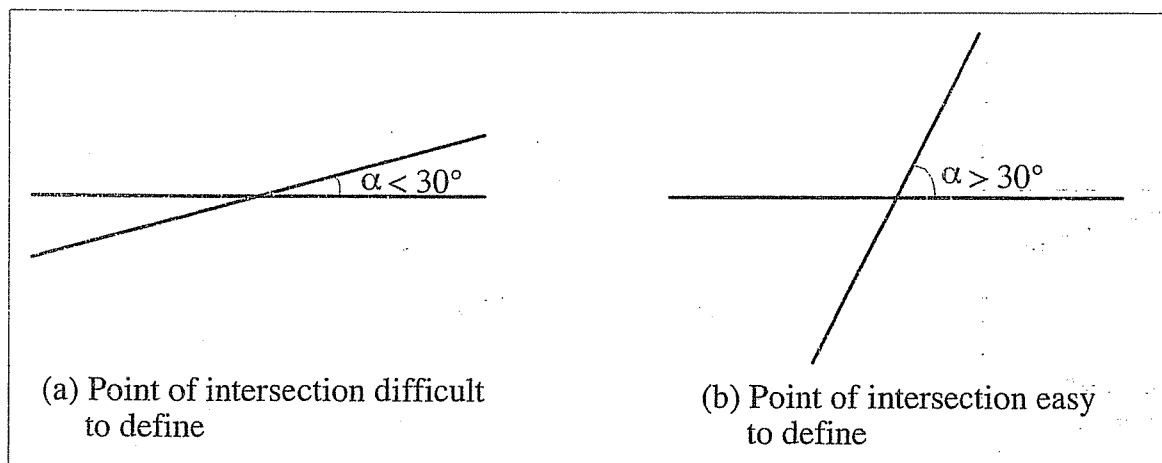 α < 30°
α > 30°
(a) Point of intersection difficult
to define
(b) Point of intersection easy
to define